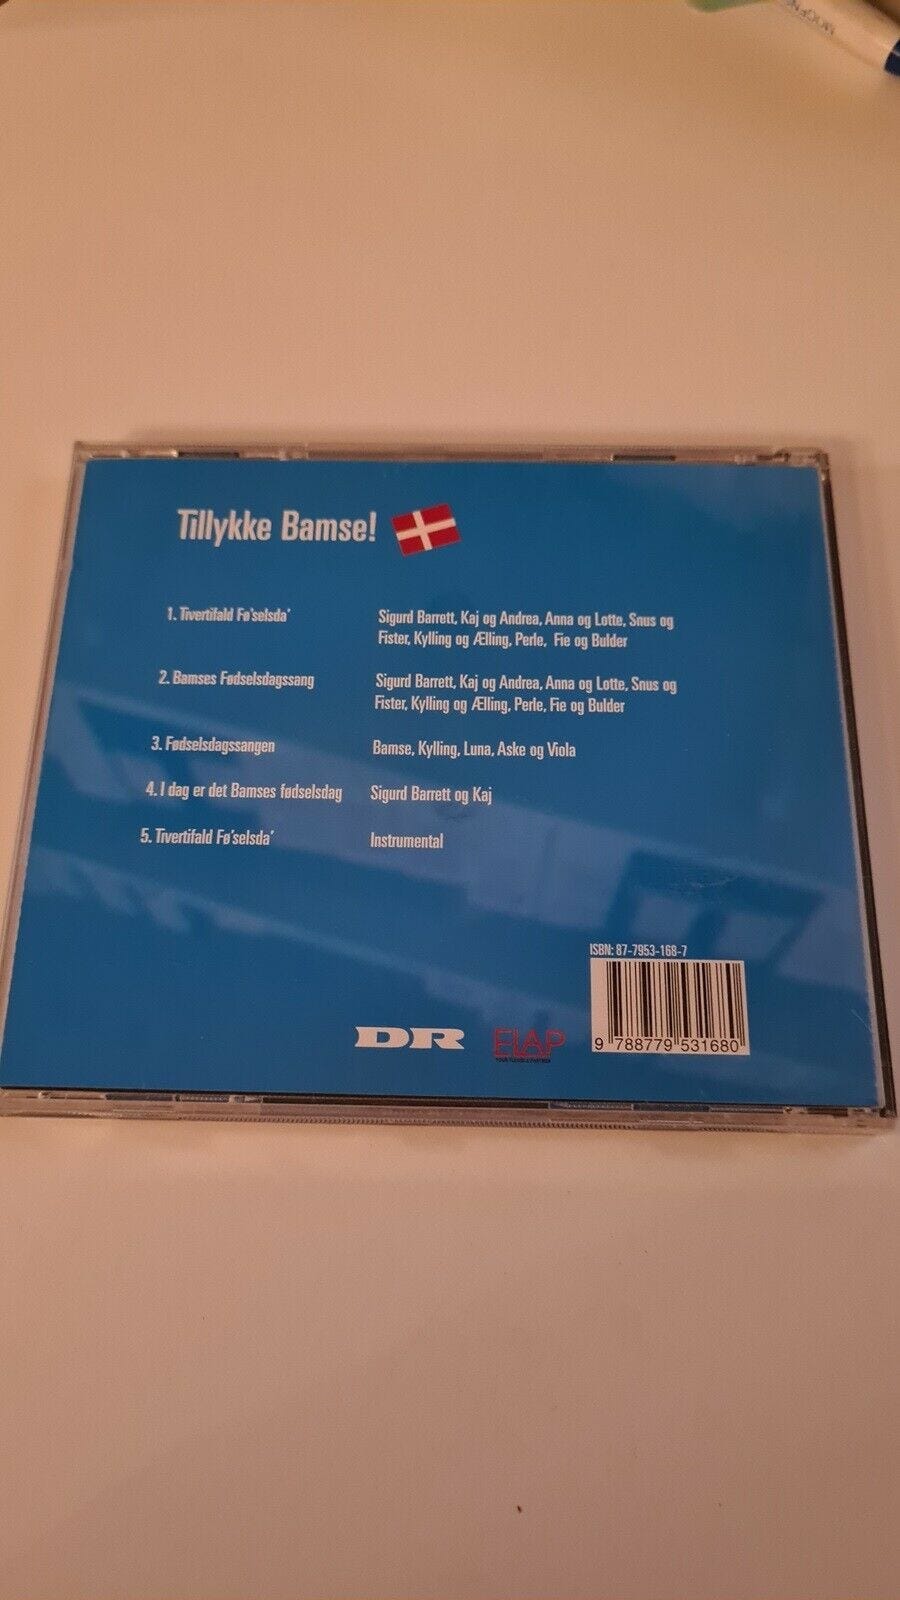 Tillykke Bamse!
1. Tivertifald Fø'selsda'
Sigurd Barrett, Kaj og Andrea, Anna og Lotte, Snus og
Fister, Kylling og Ælling, Perle, Fie og Bulder
2. Bamses Fødselsdagssang
Sigurd Barrett, Kaj og Andrea, Anna og Lotte, Snus og
Fister, Kylling og Ælling, Perle, Fie og Bulder
3. Fødselsdagssangen
Bamse, Kylling, Luna, Aske og Viola
4. I dag er det Bamses fødselsdag
Sigurd Barrett og Kaj
5. Tivertifald Fø'selsda'
Instrumental
ISBN: 87-7953-168-7
9 788779 531680
DR